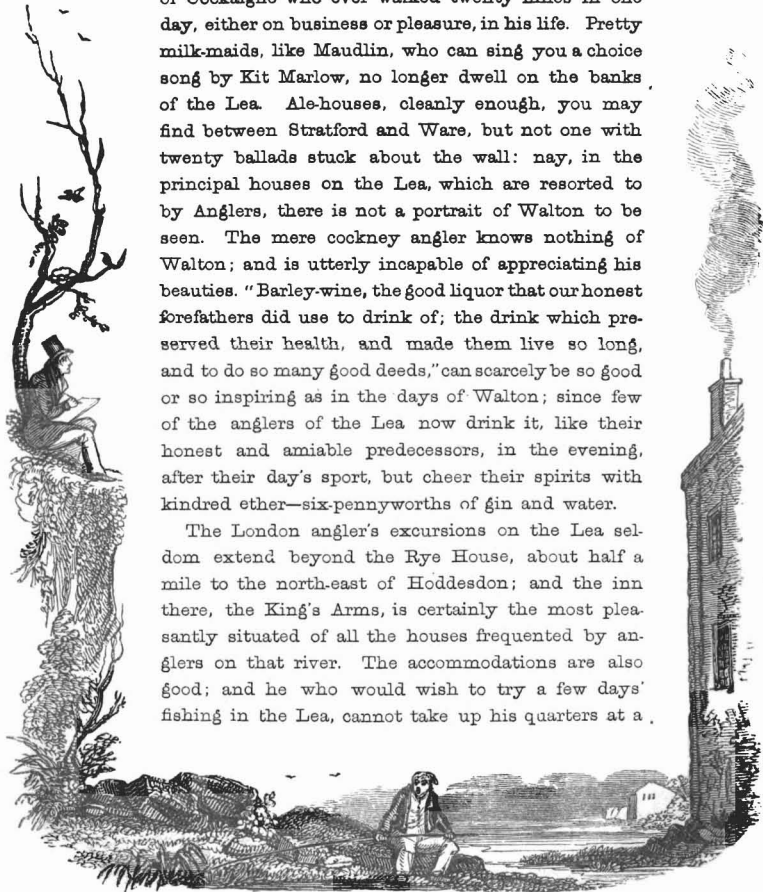 day, either on business or pleasure, in his life. Pretty
milk-maids, like Maudlin, who can sing you a choice
song by Kit Marlow, no longer dwell on the banks
of the Lea. Ale-houses, cleanly enough, you may
find between Stratford and Ware, but not one with
twenty ballads stuck about the wall: nay, in the
principal houses on the Lea, which are resorted to
by Anglers, there is not a portrait of Walton to be
seen. The mere cockney angler knows nothing of
Walton; and is utterly incapable of appreciating his
beauties. "Barley-wine, the good liquor that our honest
forefathers did use to drink of; the drink which pre-
served their health, and made them live so long,
and to do so many good deeds," can scarcely be so good
or so inspiring as in the days of Walton; since few
of the anglers of the Lea now drink it, like their
honest and amiable predecessors, in the evening,
after their day's sport, but cheer their spirits with
kindred ether—six-pennyworths of gin and water.
The London angler's excursions on the Lea sel-
dom extend beyond the Rye House, about half a
mile to the north-east of Hoddesdon; and the inn
there, the King's Arms, is certainly the most plea-
santly situated of all the houses frequented by an-
glers on that river. The accommodations are also
good; and he who would wish to try a few days'
fishing in the Lea, cannot take up his quarters at a